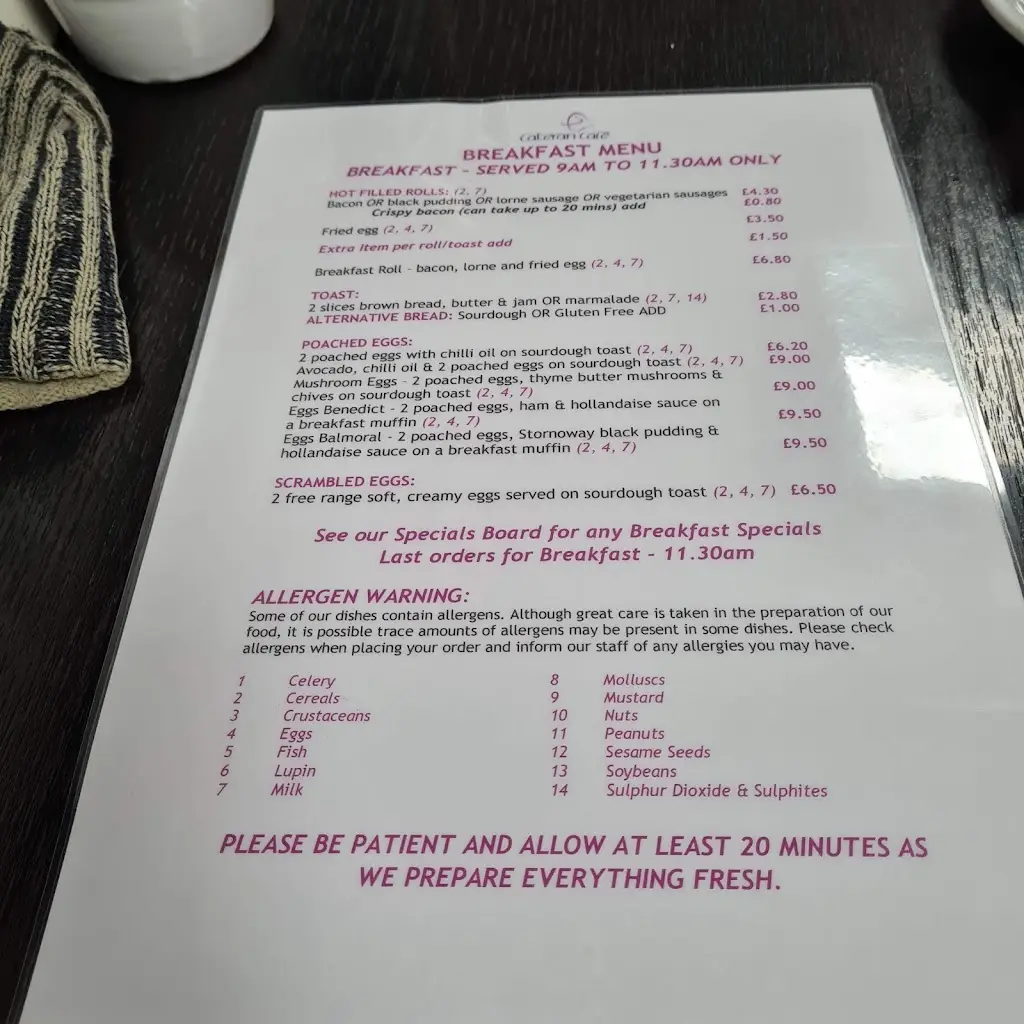 cateran café
BREAKFAST MENU
BREAKFAST - SERVED 9AM TO 11.30AM ONLY
HOT FILLED ROLLS: (2, 7)
Bacon OR black pudding OR lorne sausage OR vegetarian sausages £4.30
Crispy bacon (can take up to 20 mins) add £0.80
Fried egg (2, 4, 7) £3.50
Extra item per roll/toast add £1.50
Breakfast Roll - bacon, lorne and fried egg (2, 4, 7) £6.80
TOAST:
2 slices brown bread, butter & jam OR marmalade (2, 7, 14) £2.80
ALTERNATIVE BREAD: Sourdough OR Gluten Free ADD £1.00
POACHED EGGS:
2 poached eggs with chilli oil on sourdough toast (2, 4, 7) £6.20
Avocado, chilli oil & 2 poached eggs on sourdough toast (2, 4, 7) £9.00
Mushroom Eggs - 2 poached eggs, thyme butter mushrooms &
chives on sourdough toast (2, 4, 7) £9.00
Eggs Benedict - 2 poached eggs, ham & hollandaise sauce on
a breakfast muffin (2, 4, 7) £9.50
Eggs Balmoral - 2 poached eggs, Stornoway black pudding &
hollandaise sauce on a breakfast muffin (2, 4, 7) £9.50
SCRAMBLED EGGS:
2 free range soft, creamy eggs served on sourdough toast (2, 4, 7) £6.50
See our Specials Board for any Breakfast Specials
Last orders for Breakfast - 11.30am
ALLERGEN WARNING:
Some of our dishes contain allergens. Although great care is taken in the preparation of our
food, it is possible trace amounts of allergens may be present in some dishes. Please check
allergens when placing your order and inform our staff of any allergies you may have.
1 Celery 8 Molluscs
2 Cereals 9 Mustard
3 Crustaceans 10 Nuts
4 Eggs 11 Peanuts
5 Fish 12 Sesame Seeds
6 Lupin 13 Soybeans
7 Milk 14 Sulphur Dioxide & Sulphites
PLEASE BE PATIENT AND ALLOW AT LEAST 20 MINUTES AS
WE PREPARE EVERYTHING FRESH.